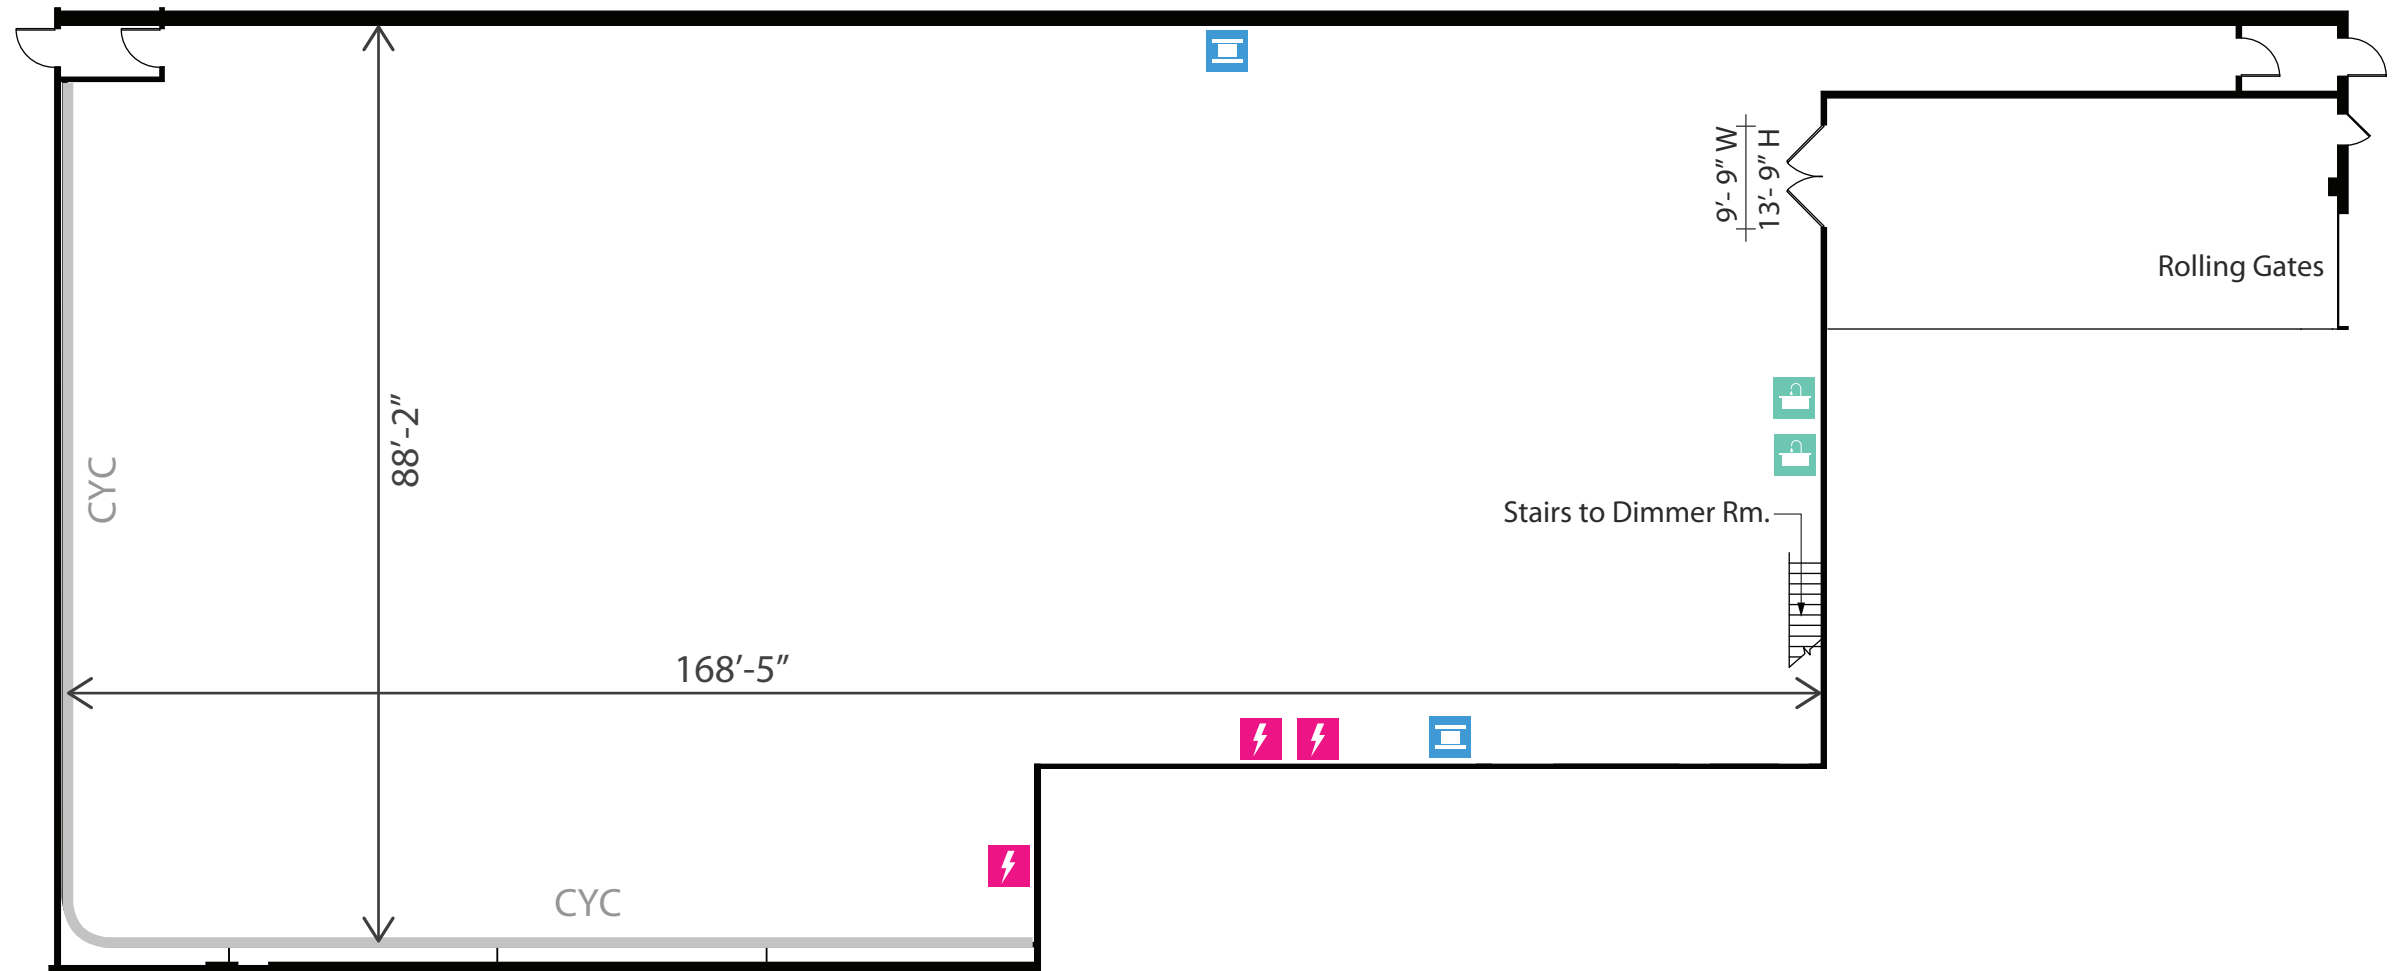 9’- 9” W
13’- 9” H
Rolling Gates
CYC
88’-2”
Stairs to Dimmer Rm.
168’-5”
CYC